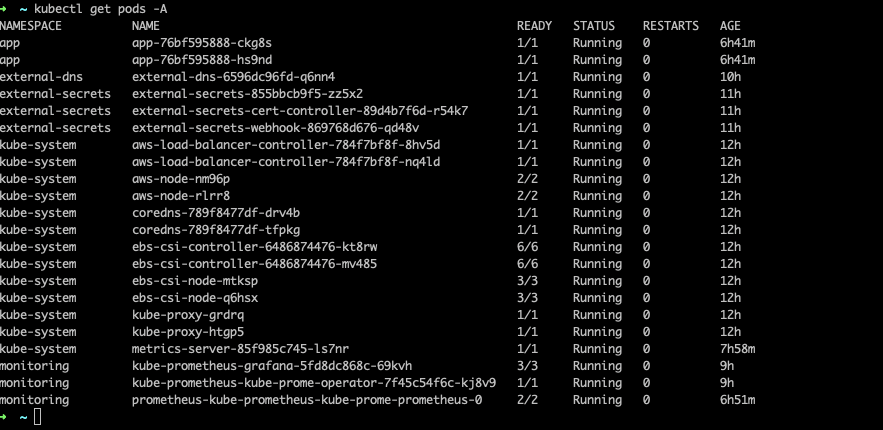 ➜ ~ kubectl get pods -A
NAMESPACE NAME READY STATUS RESTARTS AGE
app app-76bf595888-ckg8s 1/1 Running 0 6h41m
app app-76bf595888-hs9nd 1/1 Running 0 6h41m
external-dns external-dns-6596dc96fd-q6nn4 1/1 Running 0 10h
external-secrets external-secrets-855bbcb9f5-zz5x2 1/1 Running 0 11h
external-secrets external-secrets-cert-controller-89d4b7f6d-r54k7 1/1 Running 0 11h
external-secrets external-secrets-webhook-869768d676-qd48v 1/1 Running 0 11h
kube-system aws-load-balancer-controller-784f7bf8f-8hv5d 1/1 Running 0 12h
kube-system aws-load-balancer-controller-784f7bf8f-nq4ld 1/1 Running 0 12h
kube-system aws-node-nm96p 2/2 Running 0 12h
kube-system aws-node-rlrr8 2/2 Running 0 12h
kube-system coredns-789f8477df-drv4b 1/1 Running 0 12h
kube-system coredns-789f8477df-tfpkg 1/1 Running 0 12h
kube-system ebs-csi-controller-6486874476-kt8rw 6/6 Running 0 12h
kube-system ebs-csi-controller-6486874476-mv485 6/6 Running 0 12h
kube-system ebs-csi-node-mtksp 3/3 Running 0 12h
kube-system ebs-csi-node-q6hsx 3/3 Running 0 12h
kube-system kube-proxy-grdrq 1/1 Running 0 12h
kube-system kube-proxy-htgp5 1/1 Running 0 12h
kube-system metrics-server-85f985c745-ls7nr 1/1 Running 0 7h58m
monitoring kube-prometheus-grafana-5fd8dc868c-69kvh 3/3 Running 0 9h
monitoring kube-prometheus-kube-prome-operator-7f45c54f6c-kj8v9 1/1 Running 0 9h
monitoring prometheus-kube-prometheus-kube-prome-prometheus-0 2/2 Running 0 6h51m
➜ ~